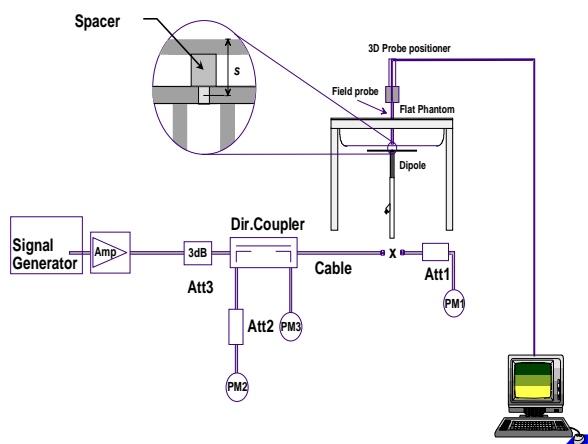 Spacer
s
3D Probe positioner
Field probe
Flat Phantom
Dipole
Dir.Coupler
Signal
Generator
Amp
3dB
Att3
Cable
x
Att1
PM1
Att2
PM3
PM2